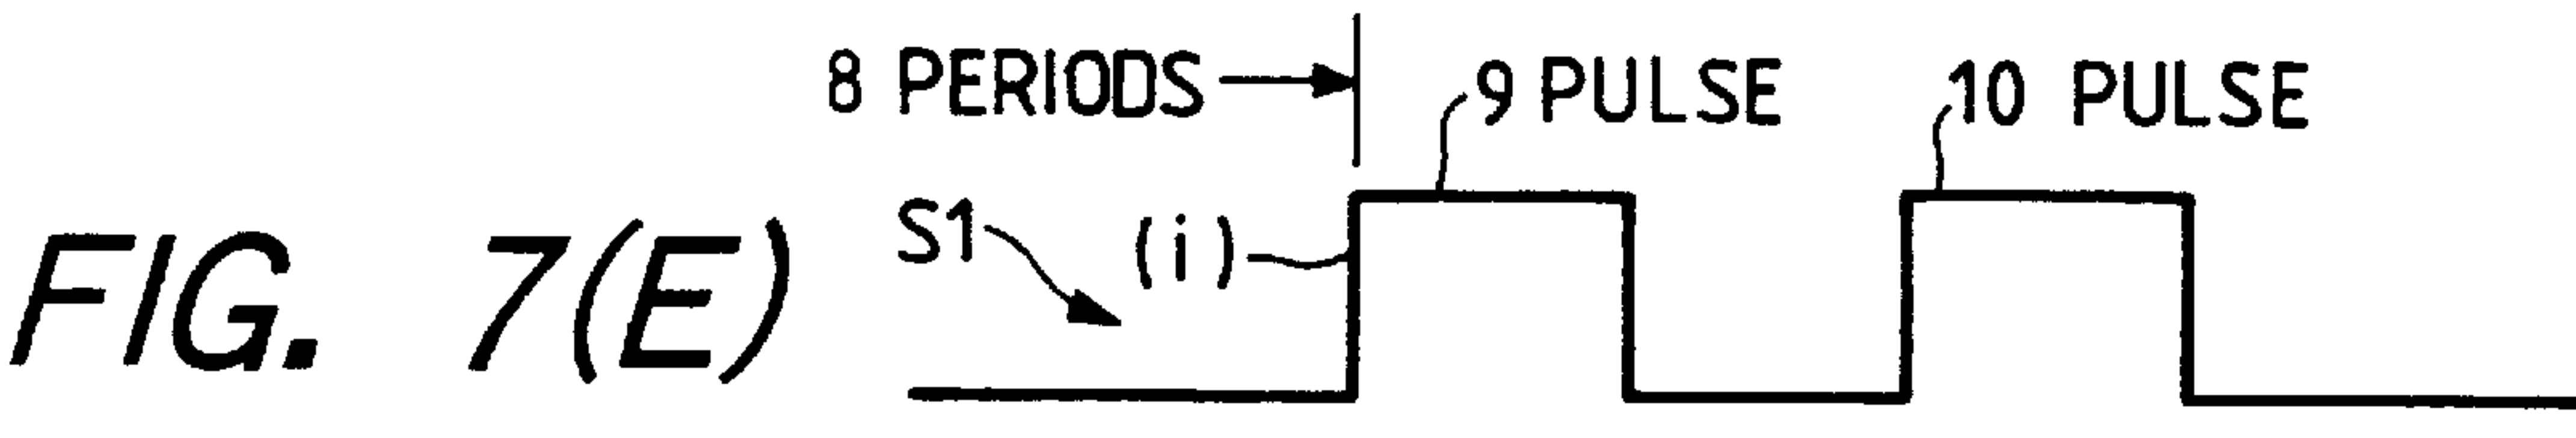 8 PERIODS
9 PULSE
10 PULSE
S1
(i)
FIG. 7(E)